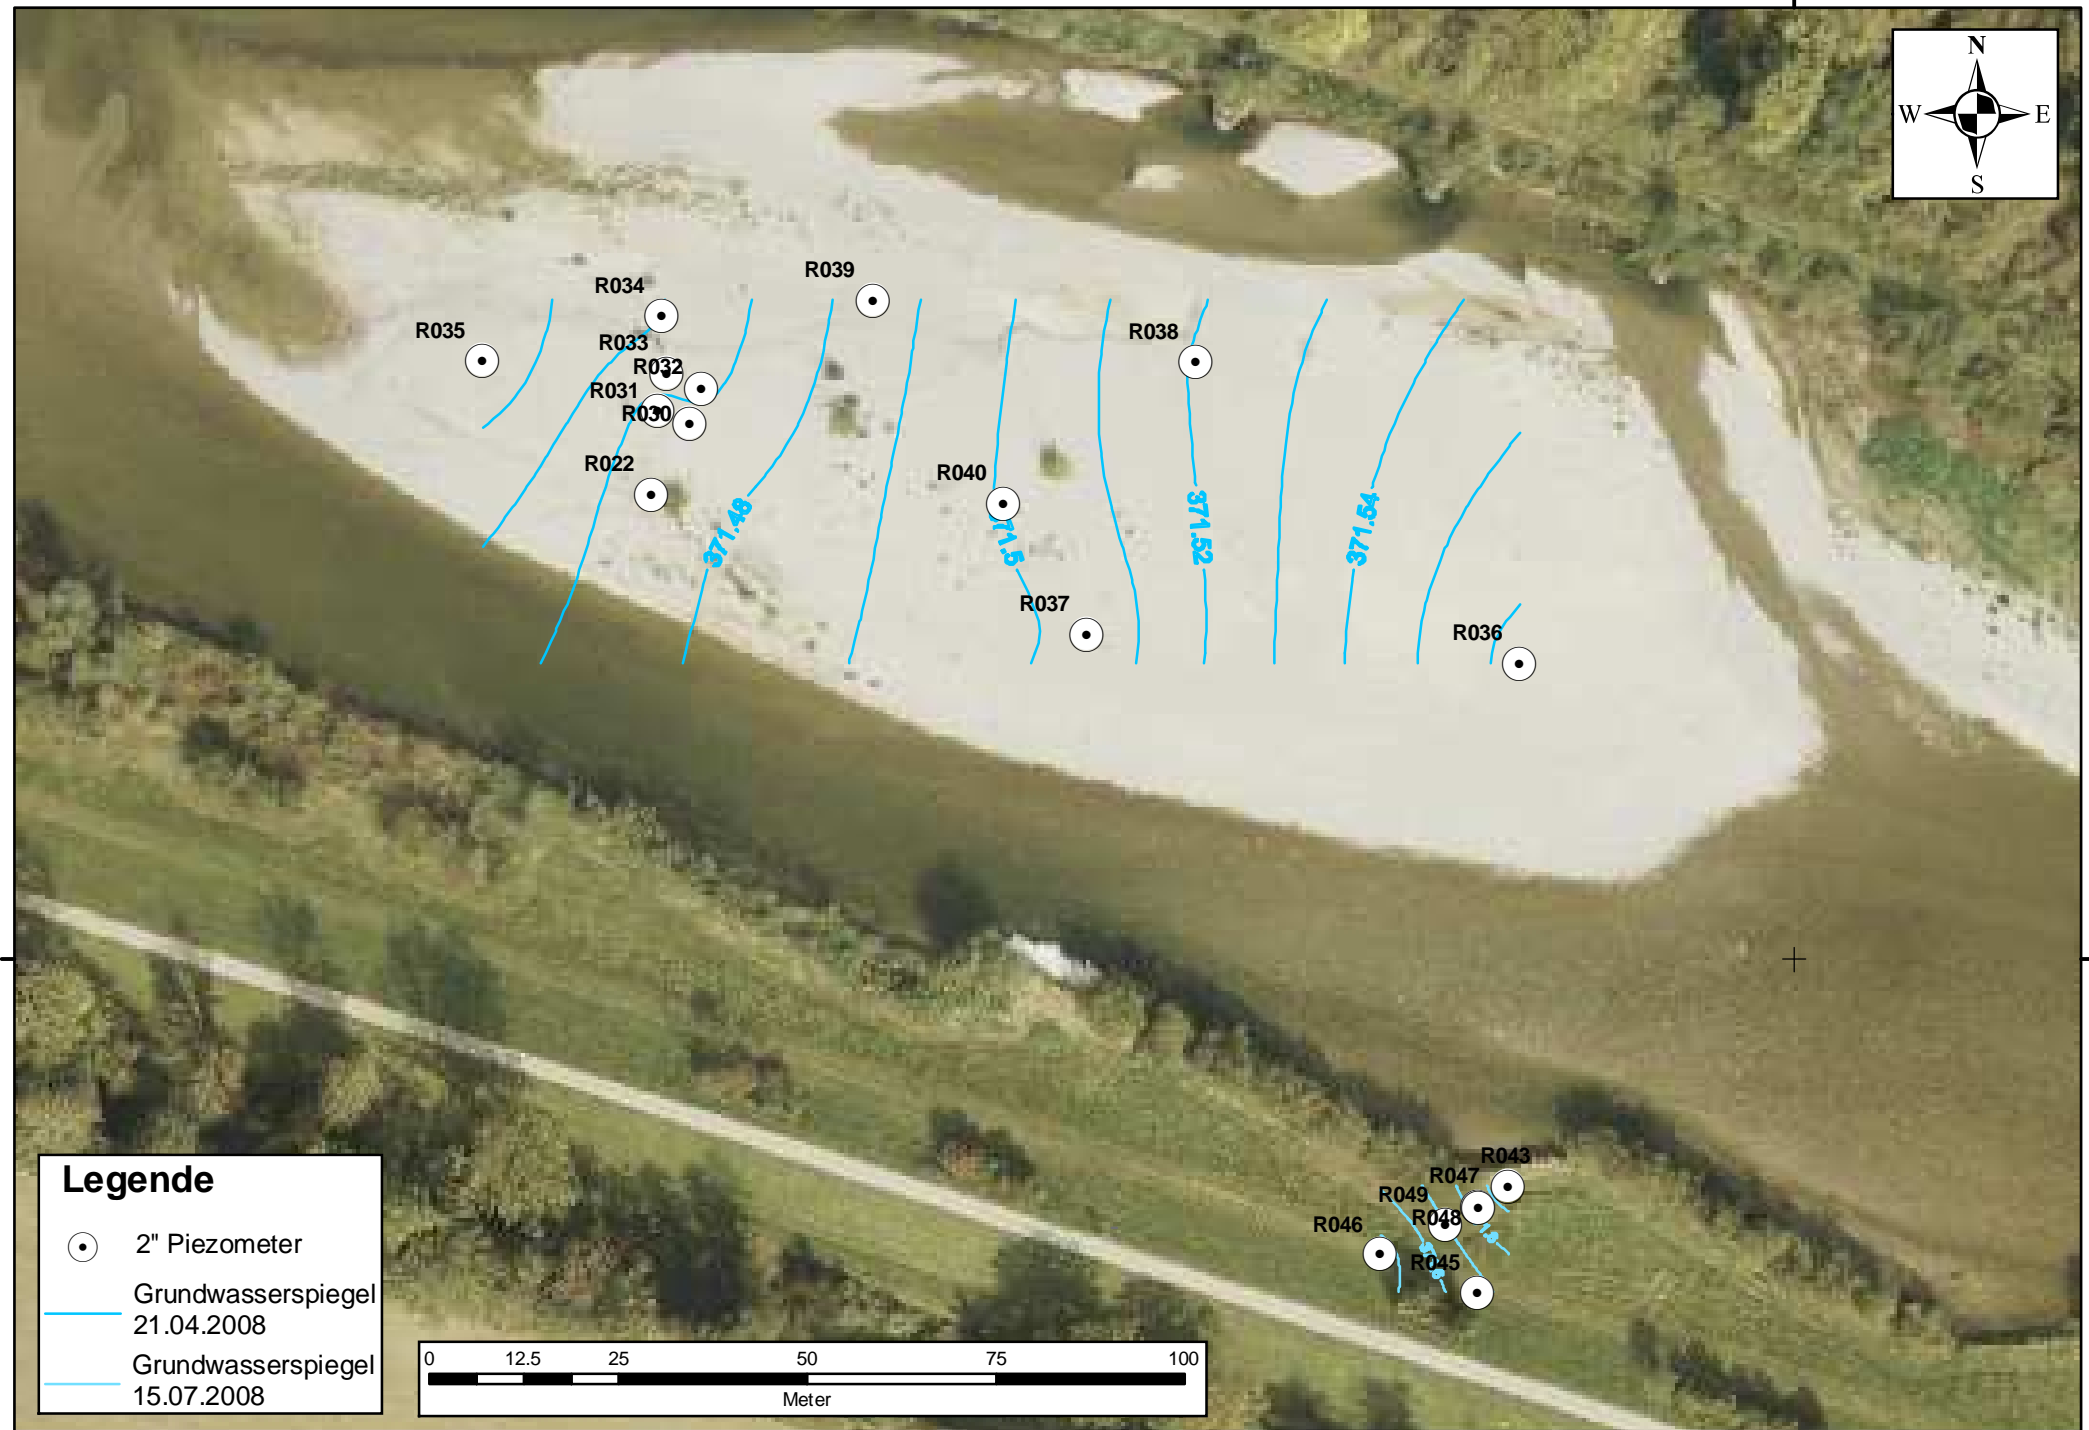 N
W
E
S
R039
R034
R035
R038
R033
R032
R031
R030
R022
R040
371.48
371.52
371.54
R037
R036
R043
R047
R049
R048
R046
R045
Legende
2" Piezometer
Grundwasserspiegel
21.04.2008
Grundwasserspiegel
15.07.2008
0 12.5 25 50 75 100
Meter